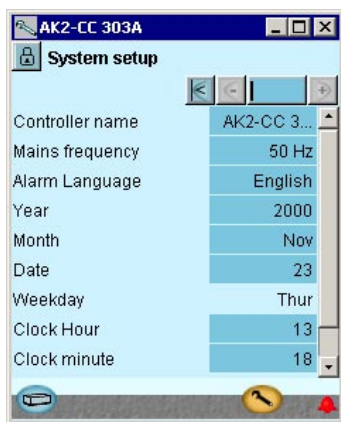 AK2-CC 303A
System setup
Controller name AK2-CC 3...
Mains frequency 50 Hz
Alarm Language English
Year 2000
Month Nov
Date 23
Weekday Thur
Clock Hour 13
Clock minute 18